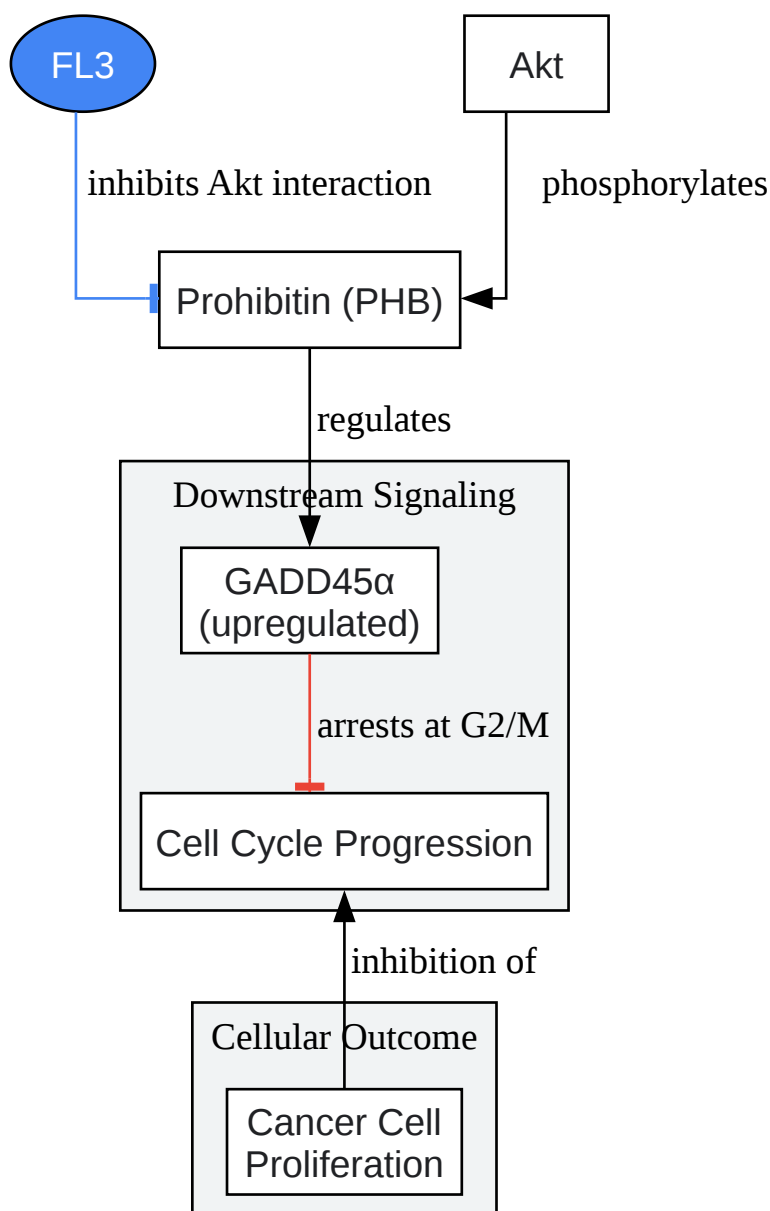 FL3
Akt
inhibits Akt interaction
phosphorylates
Prohibitin (PHB)
regulates
Downstream Signaling
GADD45α
(upregulated)
arrests at G2/M
Cell Cycle Progression
inhibition of
Cellular Outcome
Cancer Cell
Proliferation